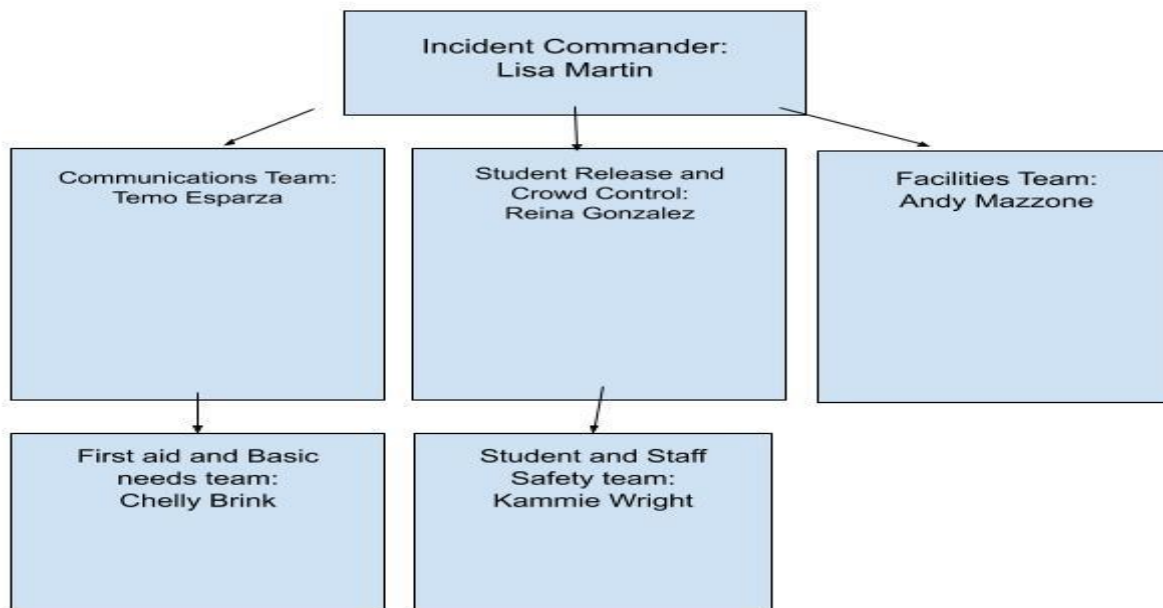 Incident Commander:
Lisa Martin
Communications Team:
Temo Esparza
Student Release and
Crowd Control:
Reina Gonzalez
Facilities Team:
Andy Mazzone
First aid and Basic
needs team:
Chelly Brink
Student and Staff
Safety team:
Kammie Wright